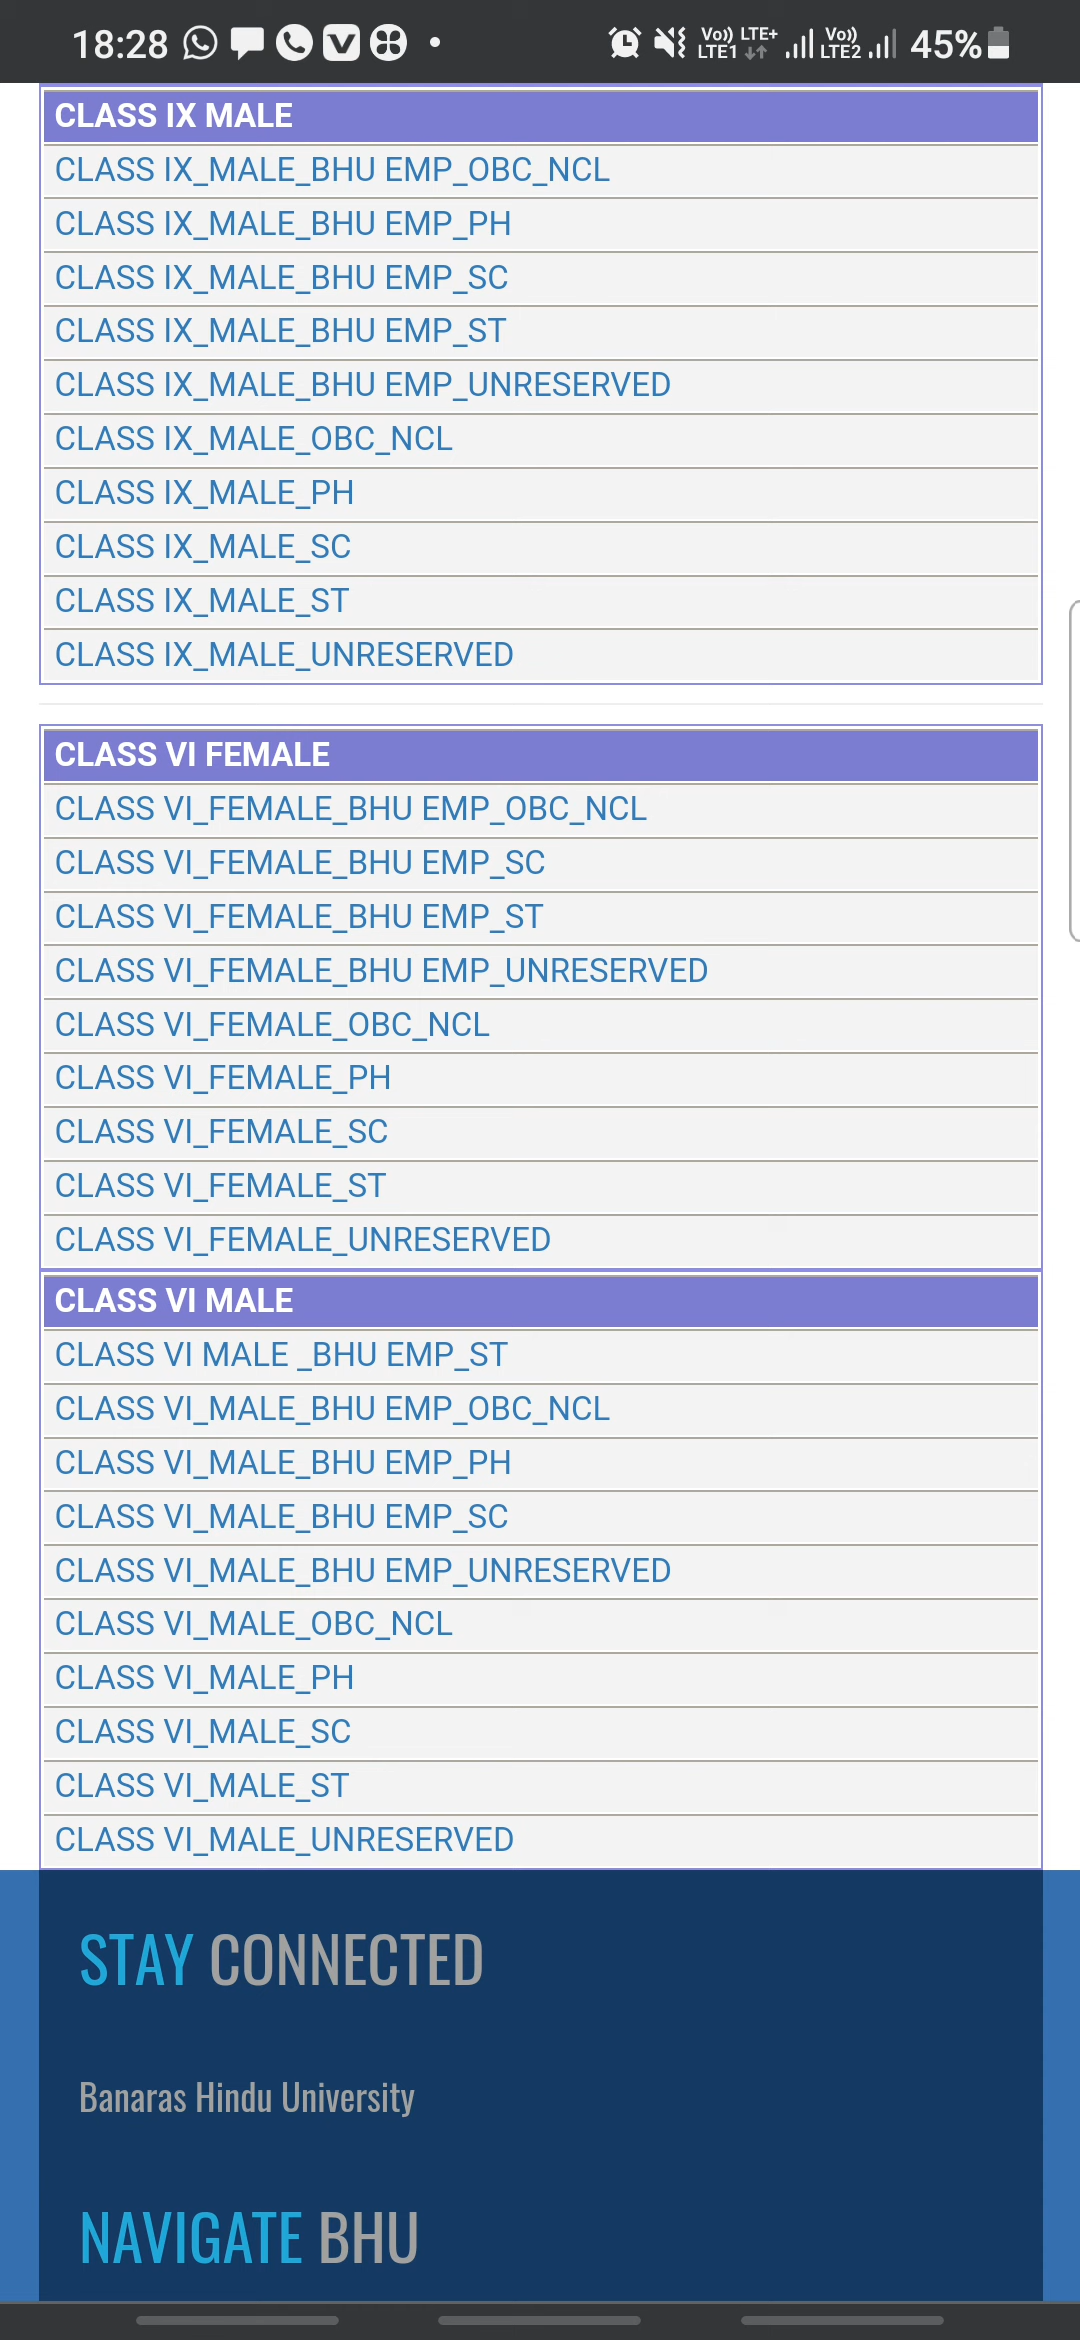 18:28
Vo)) LTE+
LTE1
Vo))
LTE2
45%
CLASS IX MALE
CLASS IX_MALE_BHU EMP_OBC_NCL
CLASS IX_MALE_BHU EMP_PH
CLASS IX_MALE_BHU EMP_SC
CLASS IX_MALE_BHU EMP_ST
CLASS IX_MALE_BHU EMP_UNRESERVED
CLASS IX_MALE_OBC_NCL
CLASS IX_MALE_PH
CLASS IX_MALE_SC
CLASS IX_MALE_ST
CLASS IX_MALE_UNRESERVED
CLASS VI FEMALE
CLASS VI_FEMALE_BHU EMP_OBC_NCL
CLASS VI_FEMALE_BHU EMP_SC
CLASS VI_FEMALE_BHU EMP_ST
CLASS VI_FEMALE_BHU EMP_UNRESERVED
CLASS VI_FEMALE_OBC_NCL
CLASS VI_FEMALE_PH
CLASS VI_FEMALE_SC
CLASS VI_FEMALE_ST
CLASS VI_FEMALE_UNRESERVED
CLASS VI MALE
CLASS VI MALE _BHU EMP_ST
CLASS VI_MALE_BHU EMP_OBC_NCL
CLASS VI_MALE_BHU EMP_PH
CLASS VI_MALE_BHU EMP_SC
CLASS VI_MALE_BHU EMP_UNRESERVED
CLASS VI_MALE_OBC_NCL
CLASS VI_MALE_PH
CLASS VI_MALE_SC
CLASS VI_MALE_ST
CLASS VI_MALE_UNRESERVED
STAY CONNECTED
Banaras Hindu University
NAVIGATE BHU